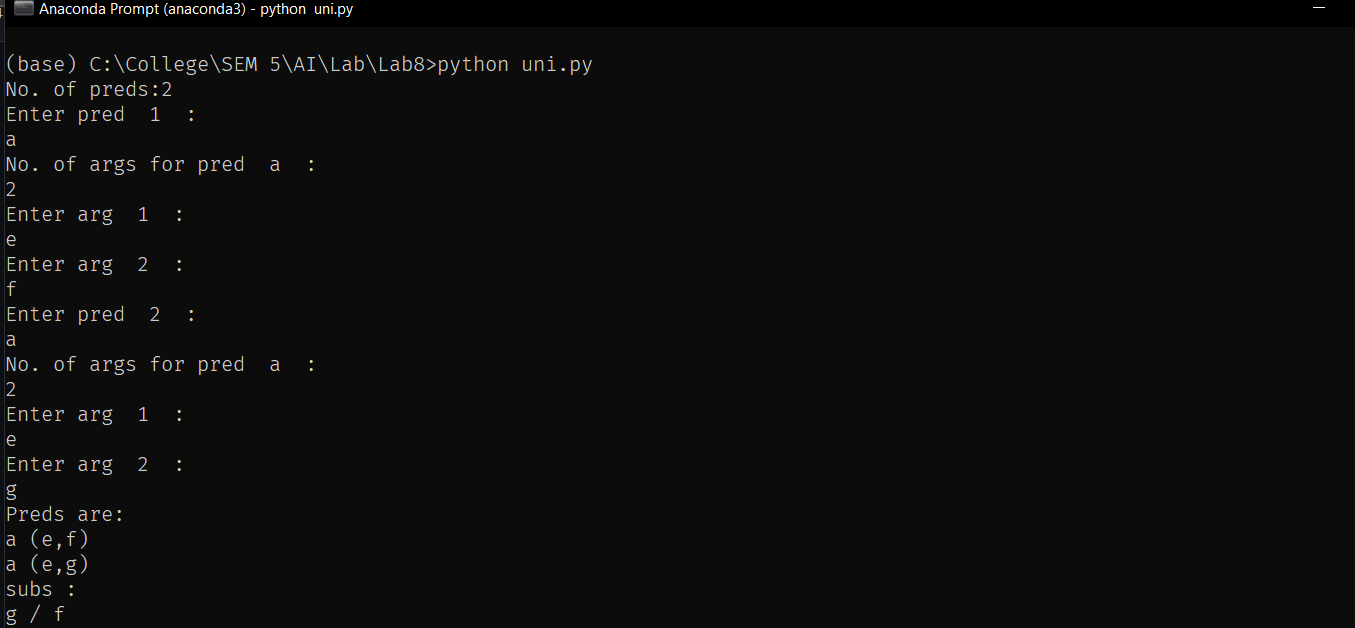 Anaconda Prompt (anaconda3) - python  uni.py
(base) C:\College\SEM 5\AI\Lab\Lab8>python uni.py
No. of preds:2
Enter pred  1  :
a
No. of args for pred  a  :
2
Enter arg  1  :
e
Enter arg  2  :
f
Enter pred  2  :
a
No. of args for pred  a  :
2
Enter arg  1  :
e
Enter arg  2  :
g
Preds are:
a (e,f)
a (e,g)
subs :
g / f